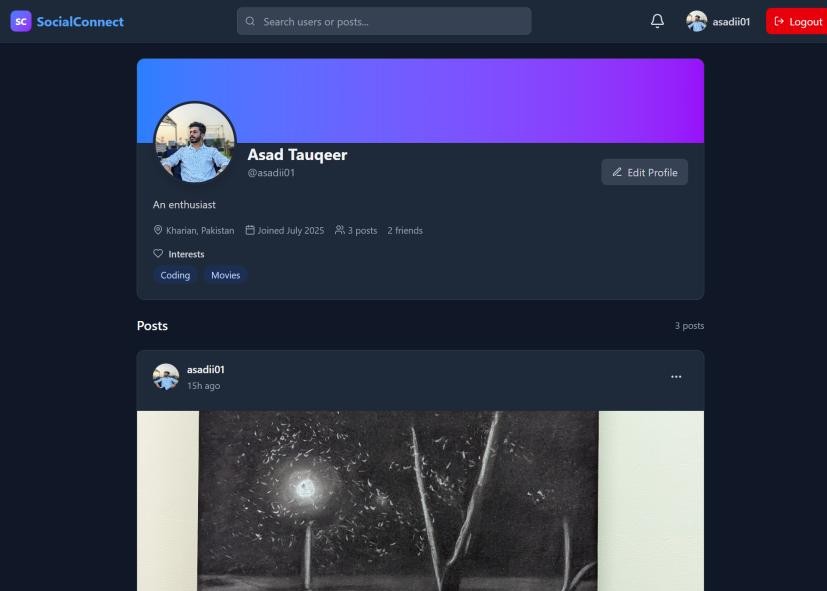 SC SocialConnect
Search users or posts...
asadii01
Logout
Asad Tauqeer
@asadii01
Edit Profile
An enthusiast
Kharian, Pakistan Joined July 2025 3 posts 2 friends
Interests
Coding Movies
Posts
3 posts
asadii01
15h ago